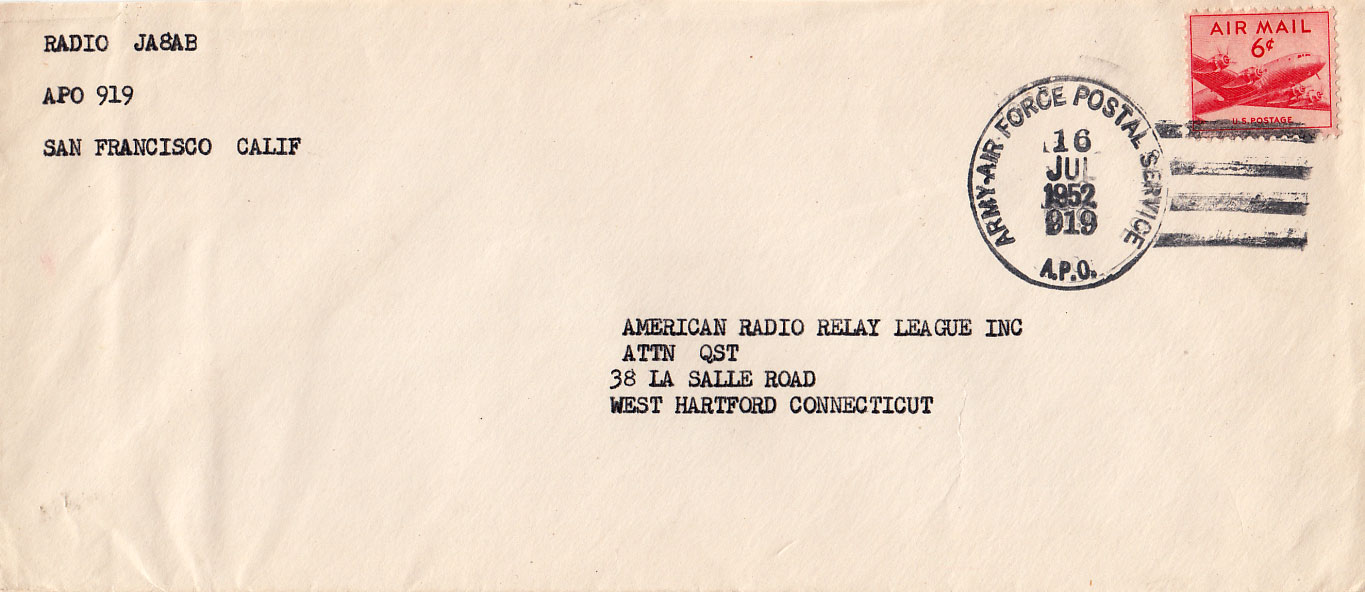 RADIO JA8AB
APO 919
SAN FRANCISCO CALIF
AIR MAIL
6¢
U.S. POSTAGE
ARMY-AIR FORCE POSTAL SERVICE
16
JUL
1952
919
A.P.O.
AMERICAN RADIO RELAY LEAGUE INC
ATTN QST
38 LA SALLE ROAD
WEST HARTFORD CONNECTICUT